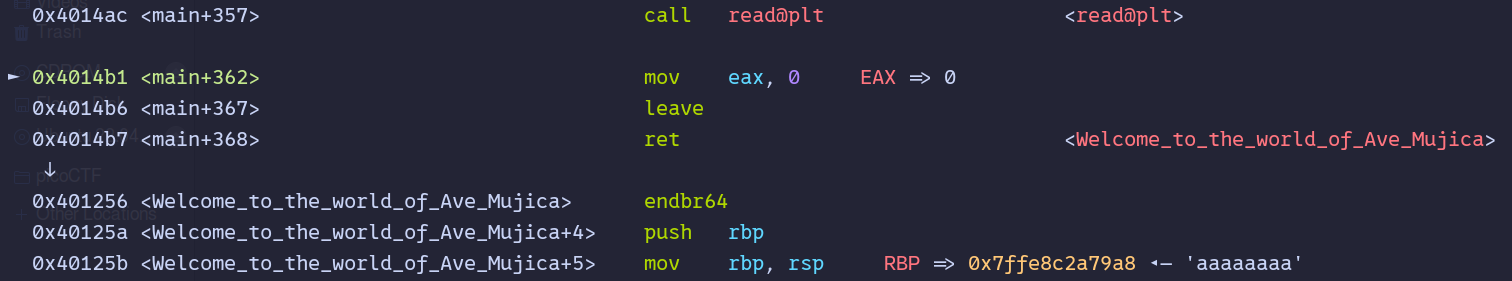 0x4014ac <main+357> call read@plt <read@plt>
► 0x4014b1 <main+362> mov eax, 0 EAX => 0
0x4014b6 <main+367> leave
0x4014b7 <main+368> ret <Welcome_to_the_world_of_Ave_Mujica>
↓
0x401256 <Welcome_to_the_world_of_Ave_Mujica> endbr64
0x40125a <Welcome_to_the_world_of_Ave_Mujica+4> push rbp
0x40125b <Welcome_to_the_world_of_Ave_Mujica+5> mov rbp, rsp RBP => 0x7ffe8c2a79a8 ◂— 'aaaaaaaa'
Videos
Trash
picoCTF
+ Other Locations